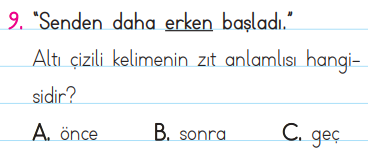 9. “Senden daha erken başladı.”
Altı çizili kelimenin zıt anlamlısı hangi-
sidir?
A. önce B. sonra C. geç